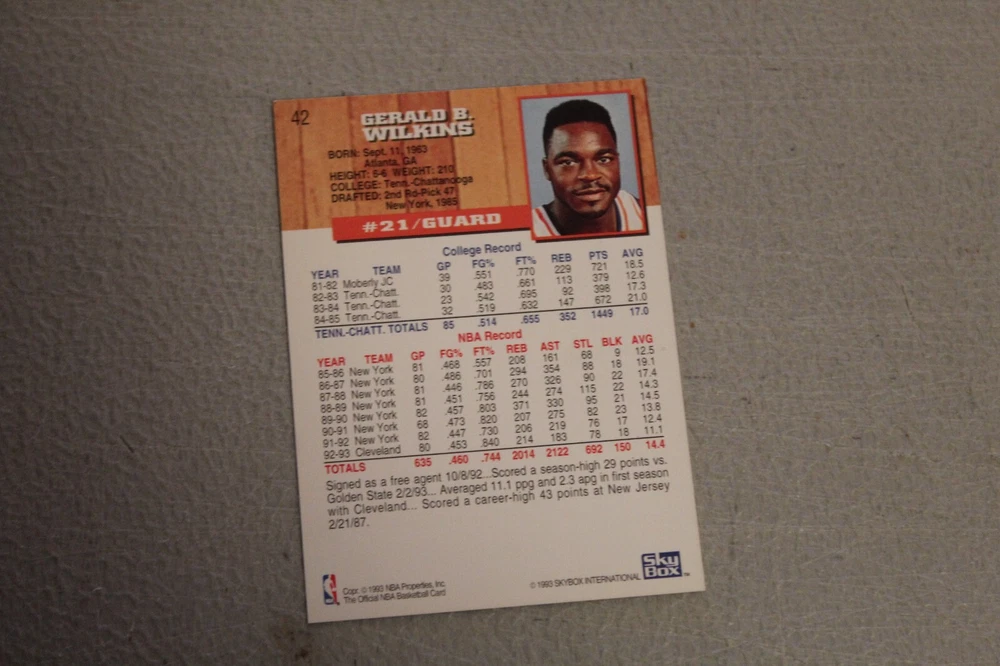 42
GERALD B.
WILKINS
BORN: Sept. 11, 1963
Atlanta, GA
HEIGHT: 6-6 WEIGHT: 210
COLLEGE: Tenn.-Chattanooga
DRAFTED: 2nd Rd-Pick 47
New York, 1985
#21/GUARD
College Record
YEAR TEAM GP FG% FT% REB PTS AVG
81-82 Moberly JC 39 .551 .770 229 721 18.5
82-83 Tenn.-Chatt. 30 .483 .661 113 379 12.6
83-84 Tenn.-Chatt. 23 .542 .695 92 398 17.3
84-85 Tenn.-Chatt. 32 .519 .632 147 672 21.0
TENN.-CHATT. TOTALS 85 .514 .655 352 1449 17.0
NBA Record
YEAR TEAM GP FG% FT% REB AST STL BLK AVG
85-86 New York 81 .468 .557 208 161 68 9 12.5
86-87 New York 80 .486 .701 294 354 88 18 19.1
87-88 New York 81 .446 .786 270 326 90 22 17.4
88-89 New York 81 .451 .756 244 274 115 22 14.3
89-90 New York 82 .457 .803 371 330 95 21 14.5
90-91 New York 68 .473 .820 207 275 82 23 13.8
91-92 New York 82 .447 .730 206 219 76 17 12.4
92-93 Cleveland 80 .453 .840 214 183 78 18 11.1
TOTALS 635 .460 .744 2014 2122 692 150 14.4
Signed as a free agent 10/8/92...Scored a season-high 29 points vs.
Golden State 2/2/93... Averaged 11.1 ppg and 2.3 apg in first season
with Cleveland... Scored a career-high 43 points at New Jersey
2/21/87.
Copr. © 1993 NBA Properties, Inc.
The Official NBA Basketball Card
© 1993 SKYBOX INTERNATIONAL
Sky
Box™